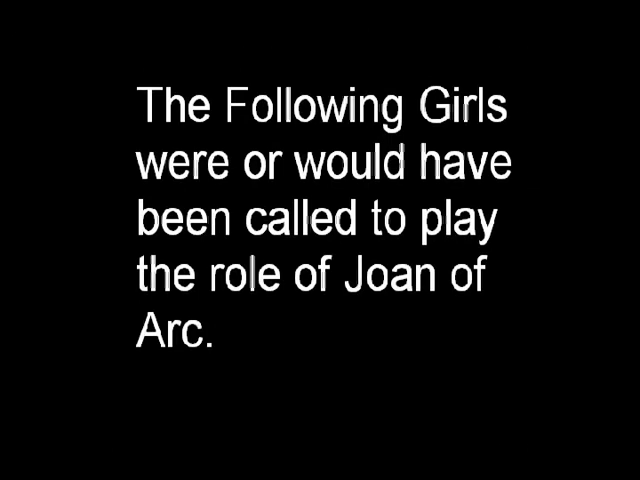 The Following Girls
were or would have
been called to play
the role of Joan of
Arc.